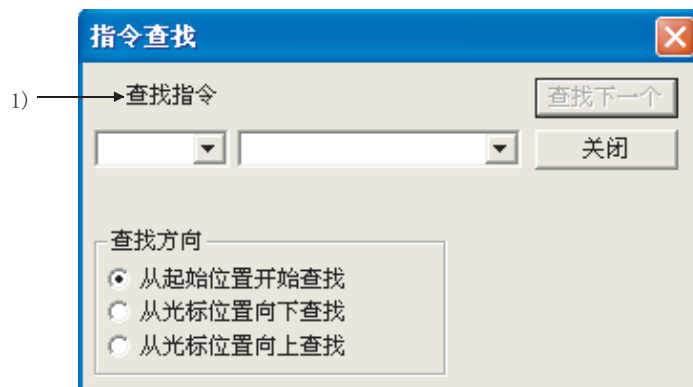 指令查找
1)
查找指令
查找下一个
关闭
查找方向
从起始位置开始查找
从光标位置向下查找
从光标位置向上查找